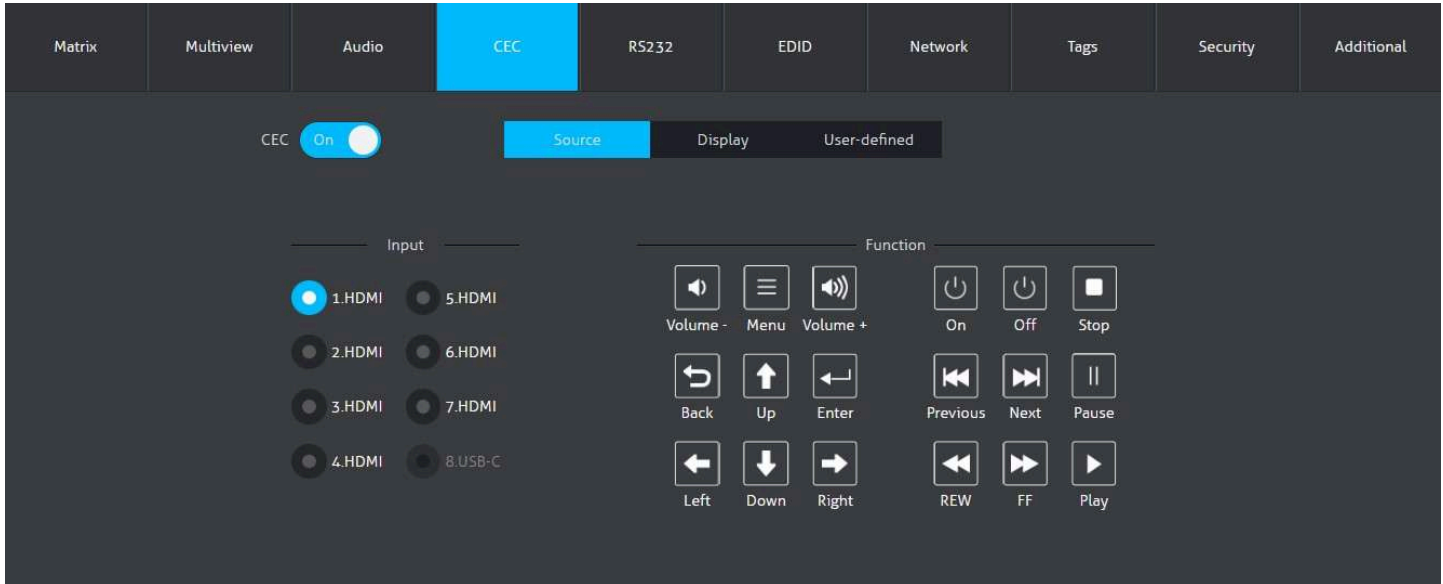 Matrix Multiview Audio CEC RS232 EDID Network Tags Security Additional
CEC On Source Display User-defined
Input Function
1.HDMI 5.HDMI
2.HDMI 6.HDMI
3.HDMI 7.HDMI
4.HDMI 8.USB-C
Volume - Menu Volume + On Off Stop
Back Up Enter Previous Next Pause
Left Down Right REW FF Play